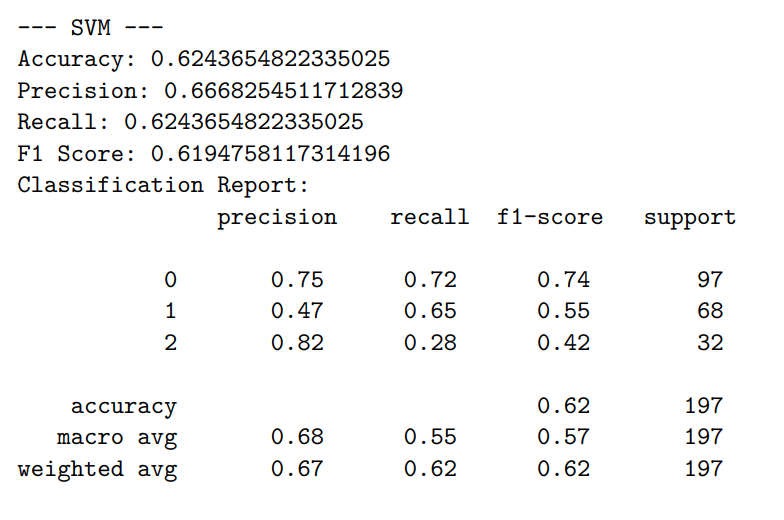 --- SVM ---
Accuracy: 0.6243654822335025
Precision: 0.6668254511712839
Recall: 0.6243654822335025
F1 Score: 0.6194758117314196
Classification Report:
precision recall f1-score support
0 0.75 0.72 0.74 97
1 0.47 0.65 0.55 68
2 0.82 0.28 0.42 32
accuracy 0.62 197
macro avg 0.68 0.55 0.57 197
weighted avg 0.67 0.62 0.62 197